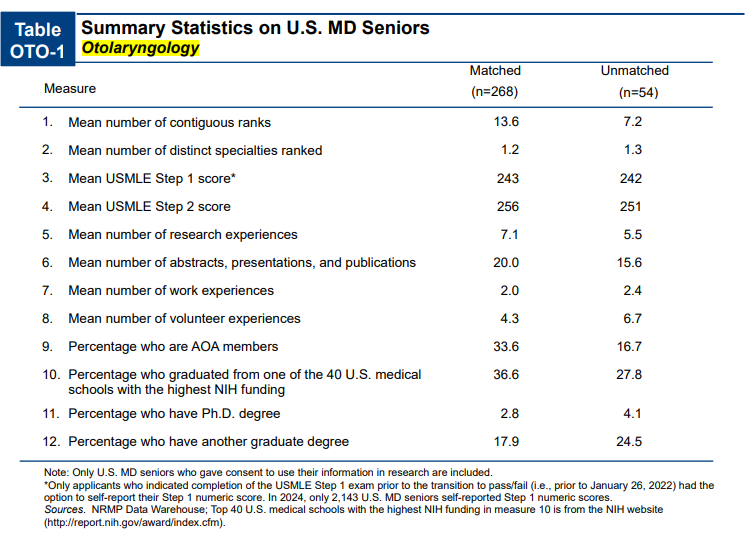 Table
OTO-1
Summary Statistics on U.S. MD Seniors
Otolaryngology
Measure
Matched
(n=268)
Unmatched
(n=54)
1. Mean number of contiguous ranks 13.6 7.2
2. Mean number of distinct specialties ranked 1.2 1.3
3. Mean USMLE Step 1 score* 243 242
4. Mean USMLE Step 2 score 256 251
5. Mean number of research experiences 7.1 5.5
6. Mean number of abstracts, presentations, and publications 20.0 15.6
7. Mean number of work experiences 2.0 2.4
8. Mean number of volunteer experiences 4.3 6.7
9. Percentage who are AOA members 33.6 16.7
10. Percentage who graduated from one of the 40 U.S. medical 36.6 27.8
schools with the highest NIH funding
11. Percentage who have Ph.D. degree 2.8 4.1
12. Percentage who have another graduate degree 17.9 24.5
Note: Only U.S. MD seniors who gave consent to use their information in research are included.
*Only applicants who indicated completion of the USMLE Step 1 exam prior to the transition to pass/fail (i.e., prior to January 26, 2022) had the
option to self-report their Step 1 numeric score. In 2024, only 2,143 U.S. MD seniors self-reported Step 1 numeric scores.
Sources. NRMP Data Warehouse; Top 40 U.S. medical schools with the highest NIH funding in measure 10 is from the NIH website
(http://report.nih.gov/award/index.cfm).